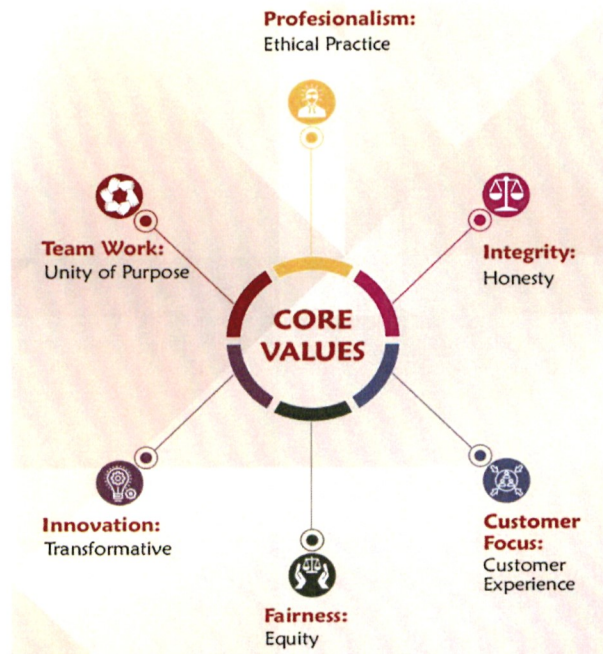 Profesionalism:
Ethical Practice
Team Work:
Unity of Purpose
Integrity:
Honesty
CORE
VALUES
Innovation:
Transformative
Customer
Focus:
Customer
Experience
Fairness:
Equity